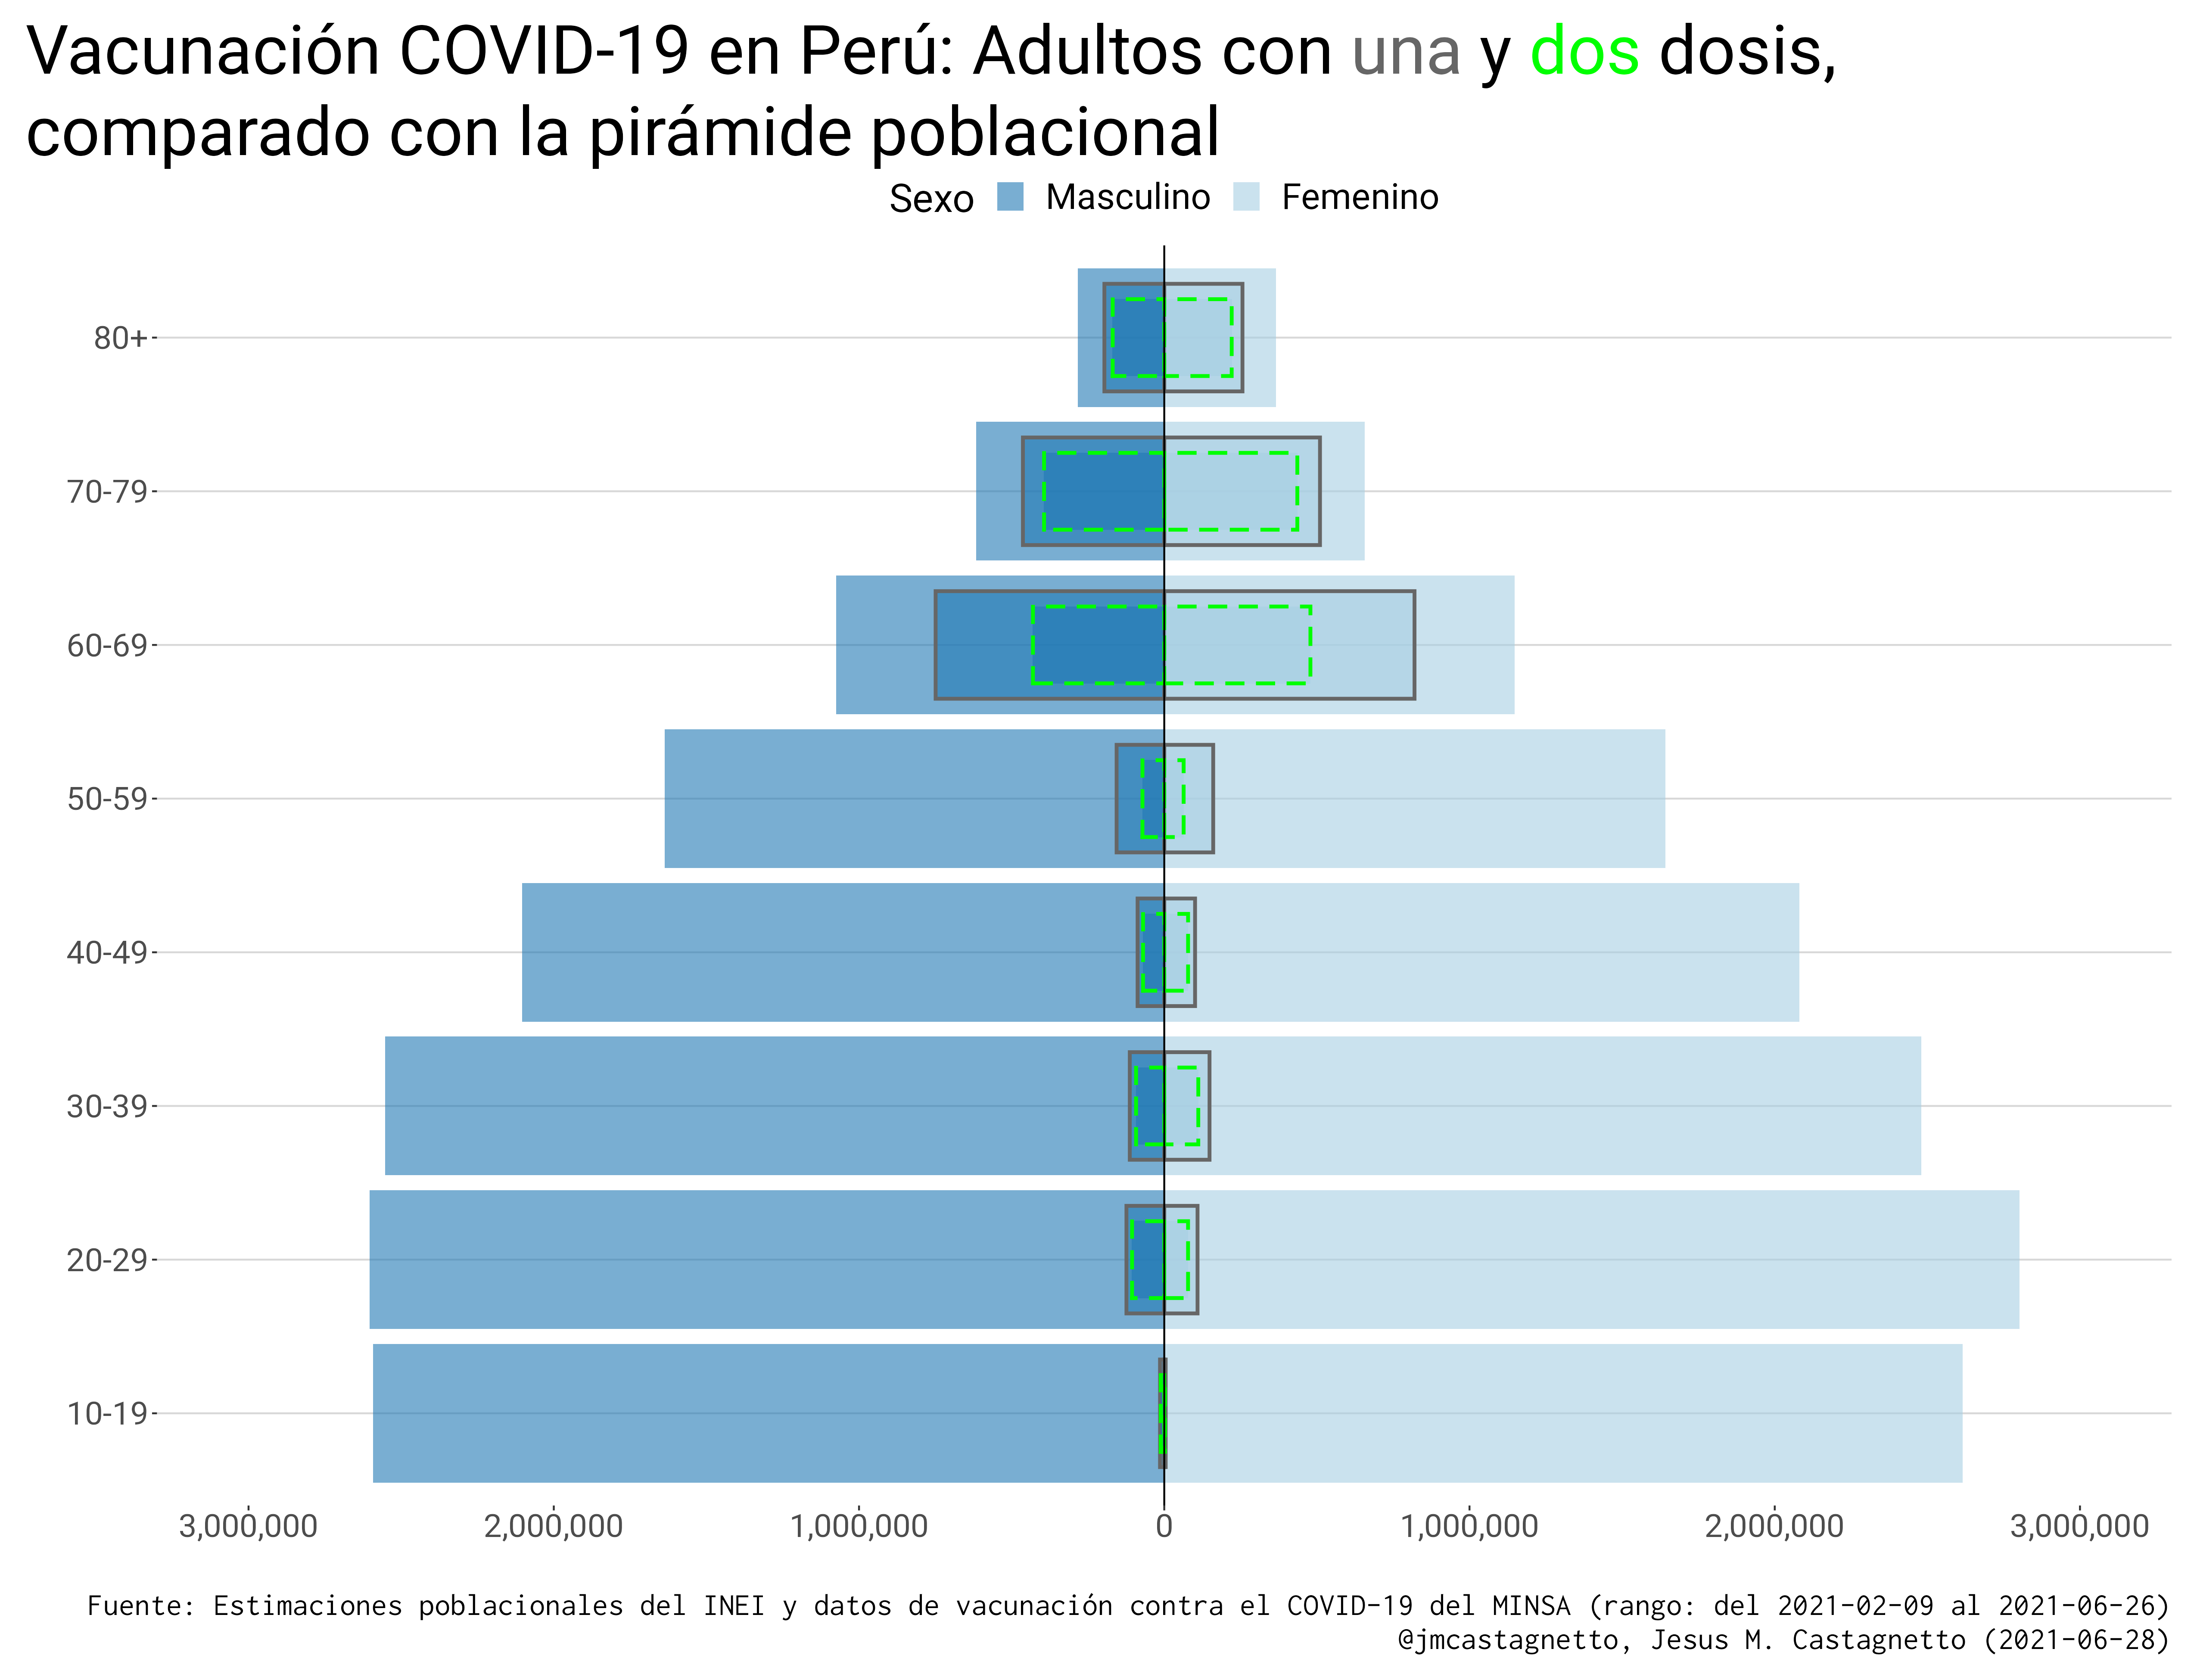 Vacunación COVID-19 en Perú: Adultos con una y dos dosis,
comparado con la pirámide poblacional
Sexo Masculino Femenino
80+
70-79
60-69
50-59
40-49
30-39
20-29
10-19
3,000,000 2,000,000 1,000,000 0 1,000,000 2,000,000 3,000,000
Fuente: Estimaciones poblacionales del INEI y datos de vacunación contra el COVID-19 del MINSA (rango: del 2021-02-09 al 2021-06-26)
@jmcastagnetto, Jesus M. Castagnetto (2021-06-28)